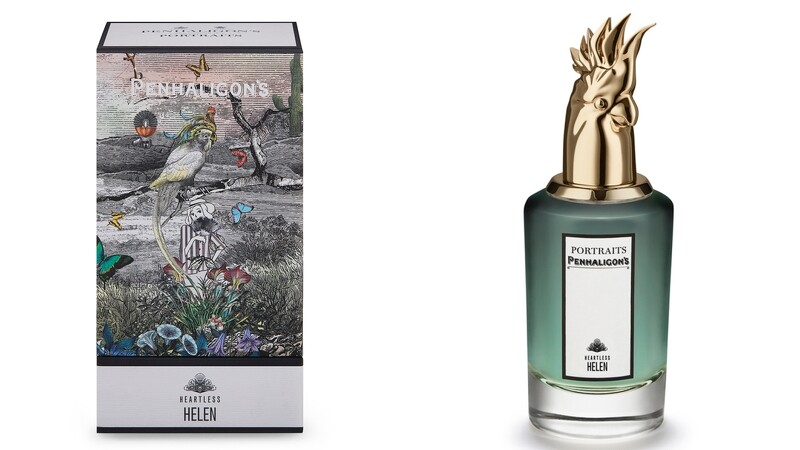 PENHALIGON'S
PORTRAITS
PENHALIGON'S
HEARTLESS
HELEN
PORTRAITS
PENHALIGON'S
HEARTLESS
HELEN